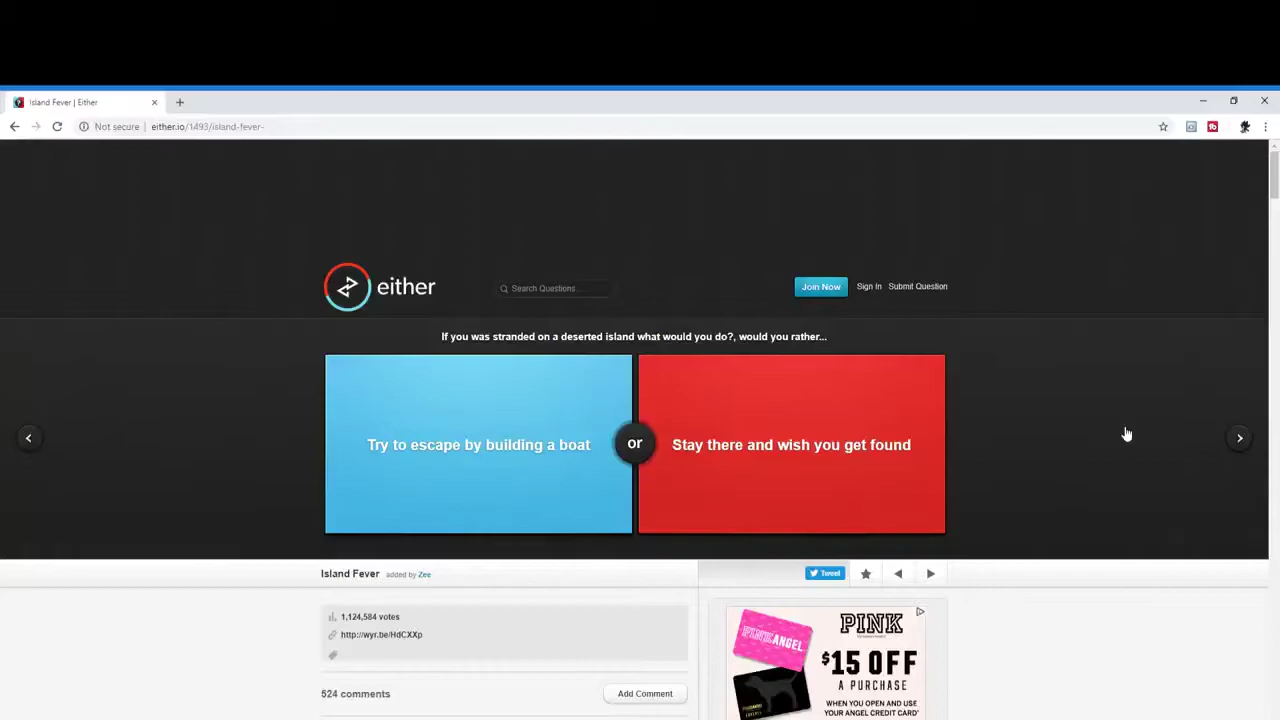 Island Fever | Either
Not secure | either.io/1493/island-fever-
either
Search Questions...
Join Now
Sign In
Submit Question
If you was stranded on a deserted island what would you do?, would you rather...
Try to escape by building a boat
or
Stay there and wish you get found
Island Fever added by Zee
Tweet
1,124,584 votes
http://wyr.be/HdCXXp
524 comments
Add Comment
PINK ANGEL
PINK
$15 OFF
A PURCHASE
WHEN YOU OPEN AND USE
YOUR ANGEL CREDIT CARD*